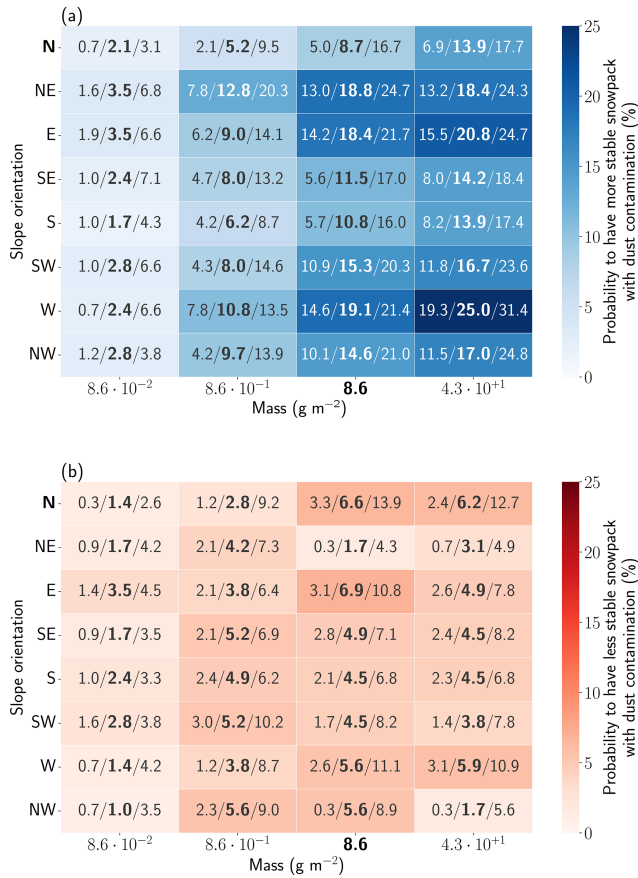 (a)
N 0.7/2.1/3.1 2.1/5.2/9.5 5.0/8.7/16.7 6.9/13.9/17.7
NE 1.6/3.5/6.8 7.8/12.8/20.3 13.0/18.8/24.7 13.2/18.4/24.3
E 1.9/3.5/6.6 6.2/9.0/14.1 14.2/18.4/21.7 15.5/20.8/24.7
SE 1.0/2.4/7.1 4.7/8.0/13.2 5.6/11.5/17.0 8.0/14.2/18.4
S 1.0/1.7/4.3 4.2/6.2/8.7 5.7/10.8/16.0 8.2/13.9/17.4
SW 1.0/2.8/6.6 4.3/8.0/14.6 10.9/15.3/20.3 11.8/16.7/23.6
W 0.7/2.4/6.6 7.8/10.8/13.5 14.6/19.1/21.4 19.3/25.0/31.4
NW 1.2/2.8/3.8 4.2/9.7/13.9 10.1/14.6/21.0 11.5/17.0/24.8
8.6 · 10⁻² 8.6 · 10⁻¹ 8.6 4.3 · 10⁺¹
Mass (g m⁻²)
Slope orientation
25
20
15
10
5
0
Probability to have more stable snowpack
with dust contamination (%)
(b)
N 0.3/1.4/2.6 1.2/2.8/9.2 3.3/6.6/13.9 2.4/6.2/12.7
NE 0.9/1.7/4.2 2.1/4.2/7.3 0.3/1.7/4.3 0.7/3.1/4.9
E 1.4/3.5/4.5 2.1/3.8/6.4 3.1/6.9/10.8 2.6/4.9/7.8
SE 0.9/1.7/3.5 2.1/5.2/6.9 2.8/4.9/7.1 2.4/4.5/8.2
S 1.0/2.4/3.3 2.4/4.9/6.2 2.1/4.5/6.8 2.3/4.5/6.8
SW 1.6/2.8/3.8 3.0/5.2/10.2 1.7/4.5/8.2 1.4/3.8/7.8
W 0.7/1.4/4.2 1.2/3.8/8.7 2.6/5.6/11.1 3.1/5.9/10.9
NW 0.7/1.0/3.5 2.3/5.6/9.0 0.3/5.6/8.9 0.3/1.7/5.6
8.6 · 10⁻² 8.6 · 10⁻¹ 8.6 4.3 · 10⁺¹
Mass (g m⁻²)
Slope orientation
25
20
15
10
5
0
Probability to have less stable snowpack
with dust contamination (%)